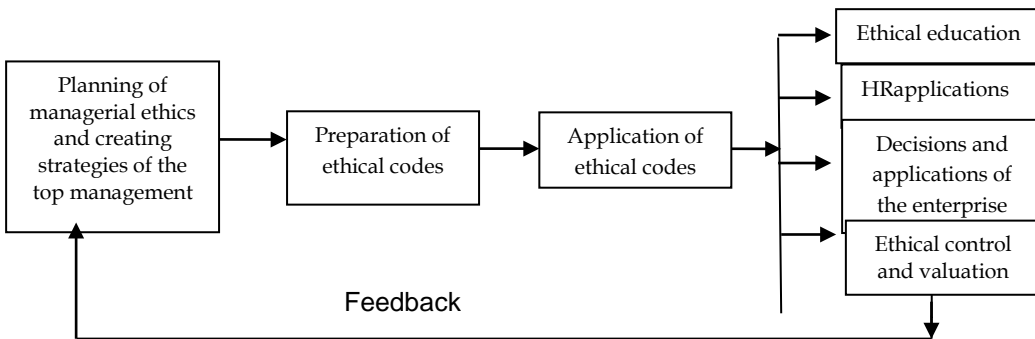 Planning of
managerial ethics
and creating
strategies of the
top management
Preparation of
ethical codes
Application of
ethical codes
Ethical education
HRapplications
Decisions and
applications of
the enterprise
Ethical control
and valuation
Feedback